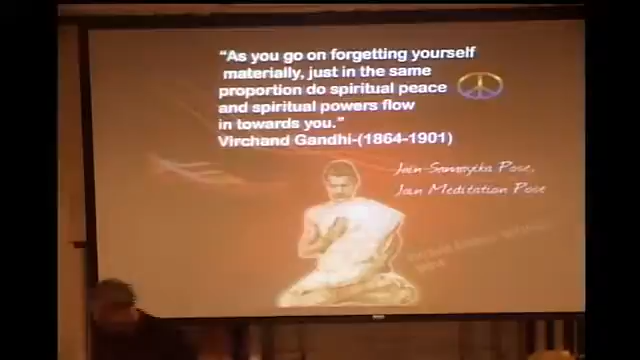 “As you go on forgetting yourself
materially, just in the same
proportion do spiritual peace
and spiritual powers flow
in towards you.”
Virchand Gandhi-(1864-1901)
Jain Samayika Pose,
Jain Meditation Pose